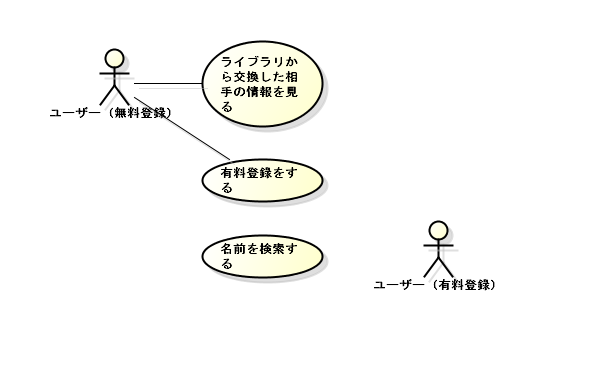 ライブラリか
ら交換した相
手の情報を見
る
ユーザー（無料登録）
有料登録をす
る
名前を検索す
る
ユーザー（有料登録）